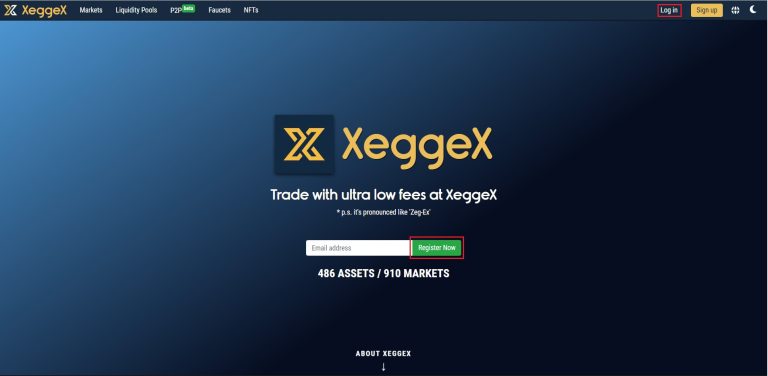 XeggeX Markets Liquidity Pools P2P beta Faucets NFTs Log in Sign up
XeggeX
Trade with ultra low fees at XeggeX
* p.s. it's pronounced like 'Zeg-Ex'
Email address Register Now
486 ASSETS / 910 MARKETS
ABOUT XEGGEX
↓